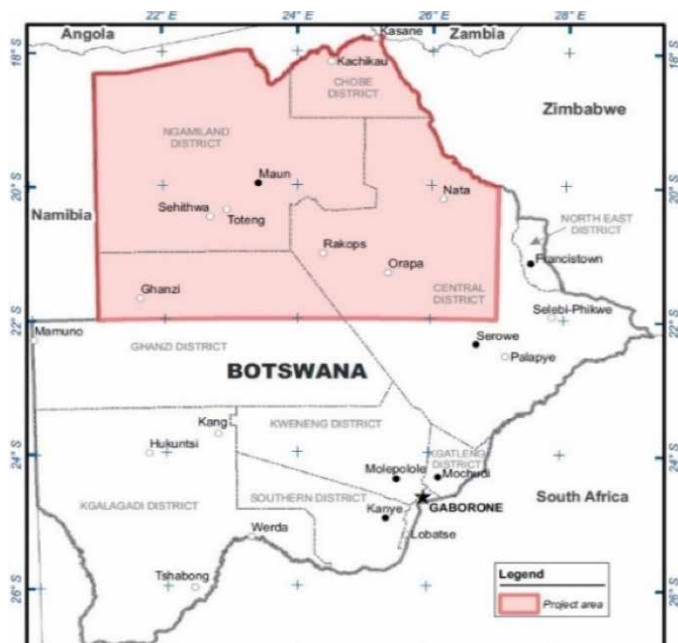 22° E
24° E
26° E
28° E
Angola
Kasane
Zambia
18° S
18° S
Kachikau
CHOBE
DISTRICT
Zimbabwe
NGAMILAND
DISTRICT
Maun
20° S
20° S
Nata
Namibia
Sehithwa
Toteng
NORTH EAST
DISTRICT
Rakops
Francistown
Orapa
Ghanzi
CENTRAL
DISTRICT
Selebi-Phikwe
22° S
22° S
Mamuno
Serowe
GHANZI DISTRICT
Palapye
BOTSWANA
Kang
KWENENG DISTRICT
Hukuntsi
KGATLENG
DISTRICT
24° S
24° S
Molepolole
Mochudi
KGALAGADI DISTRICT
SOUTHERN DISTRICT
South Africa
GABORONE
Kanye
Werda
Lobatse
Tshabong
Legend
Project area
26° S
26° S